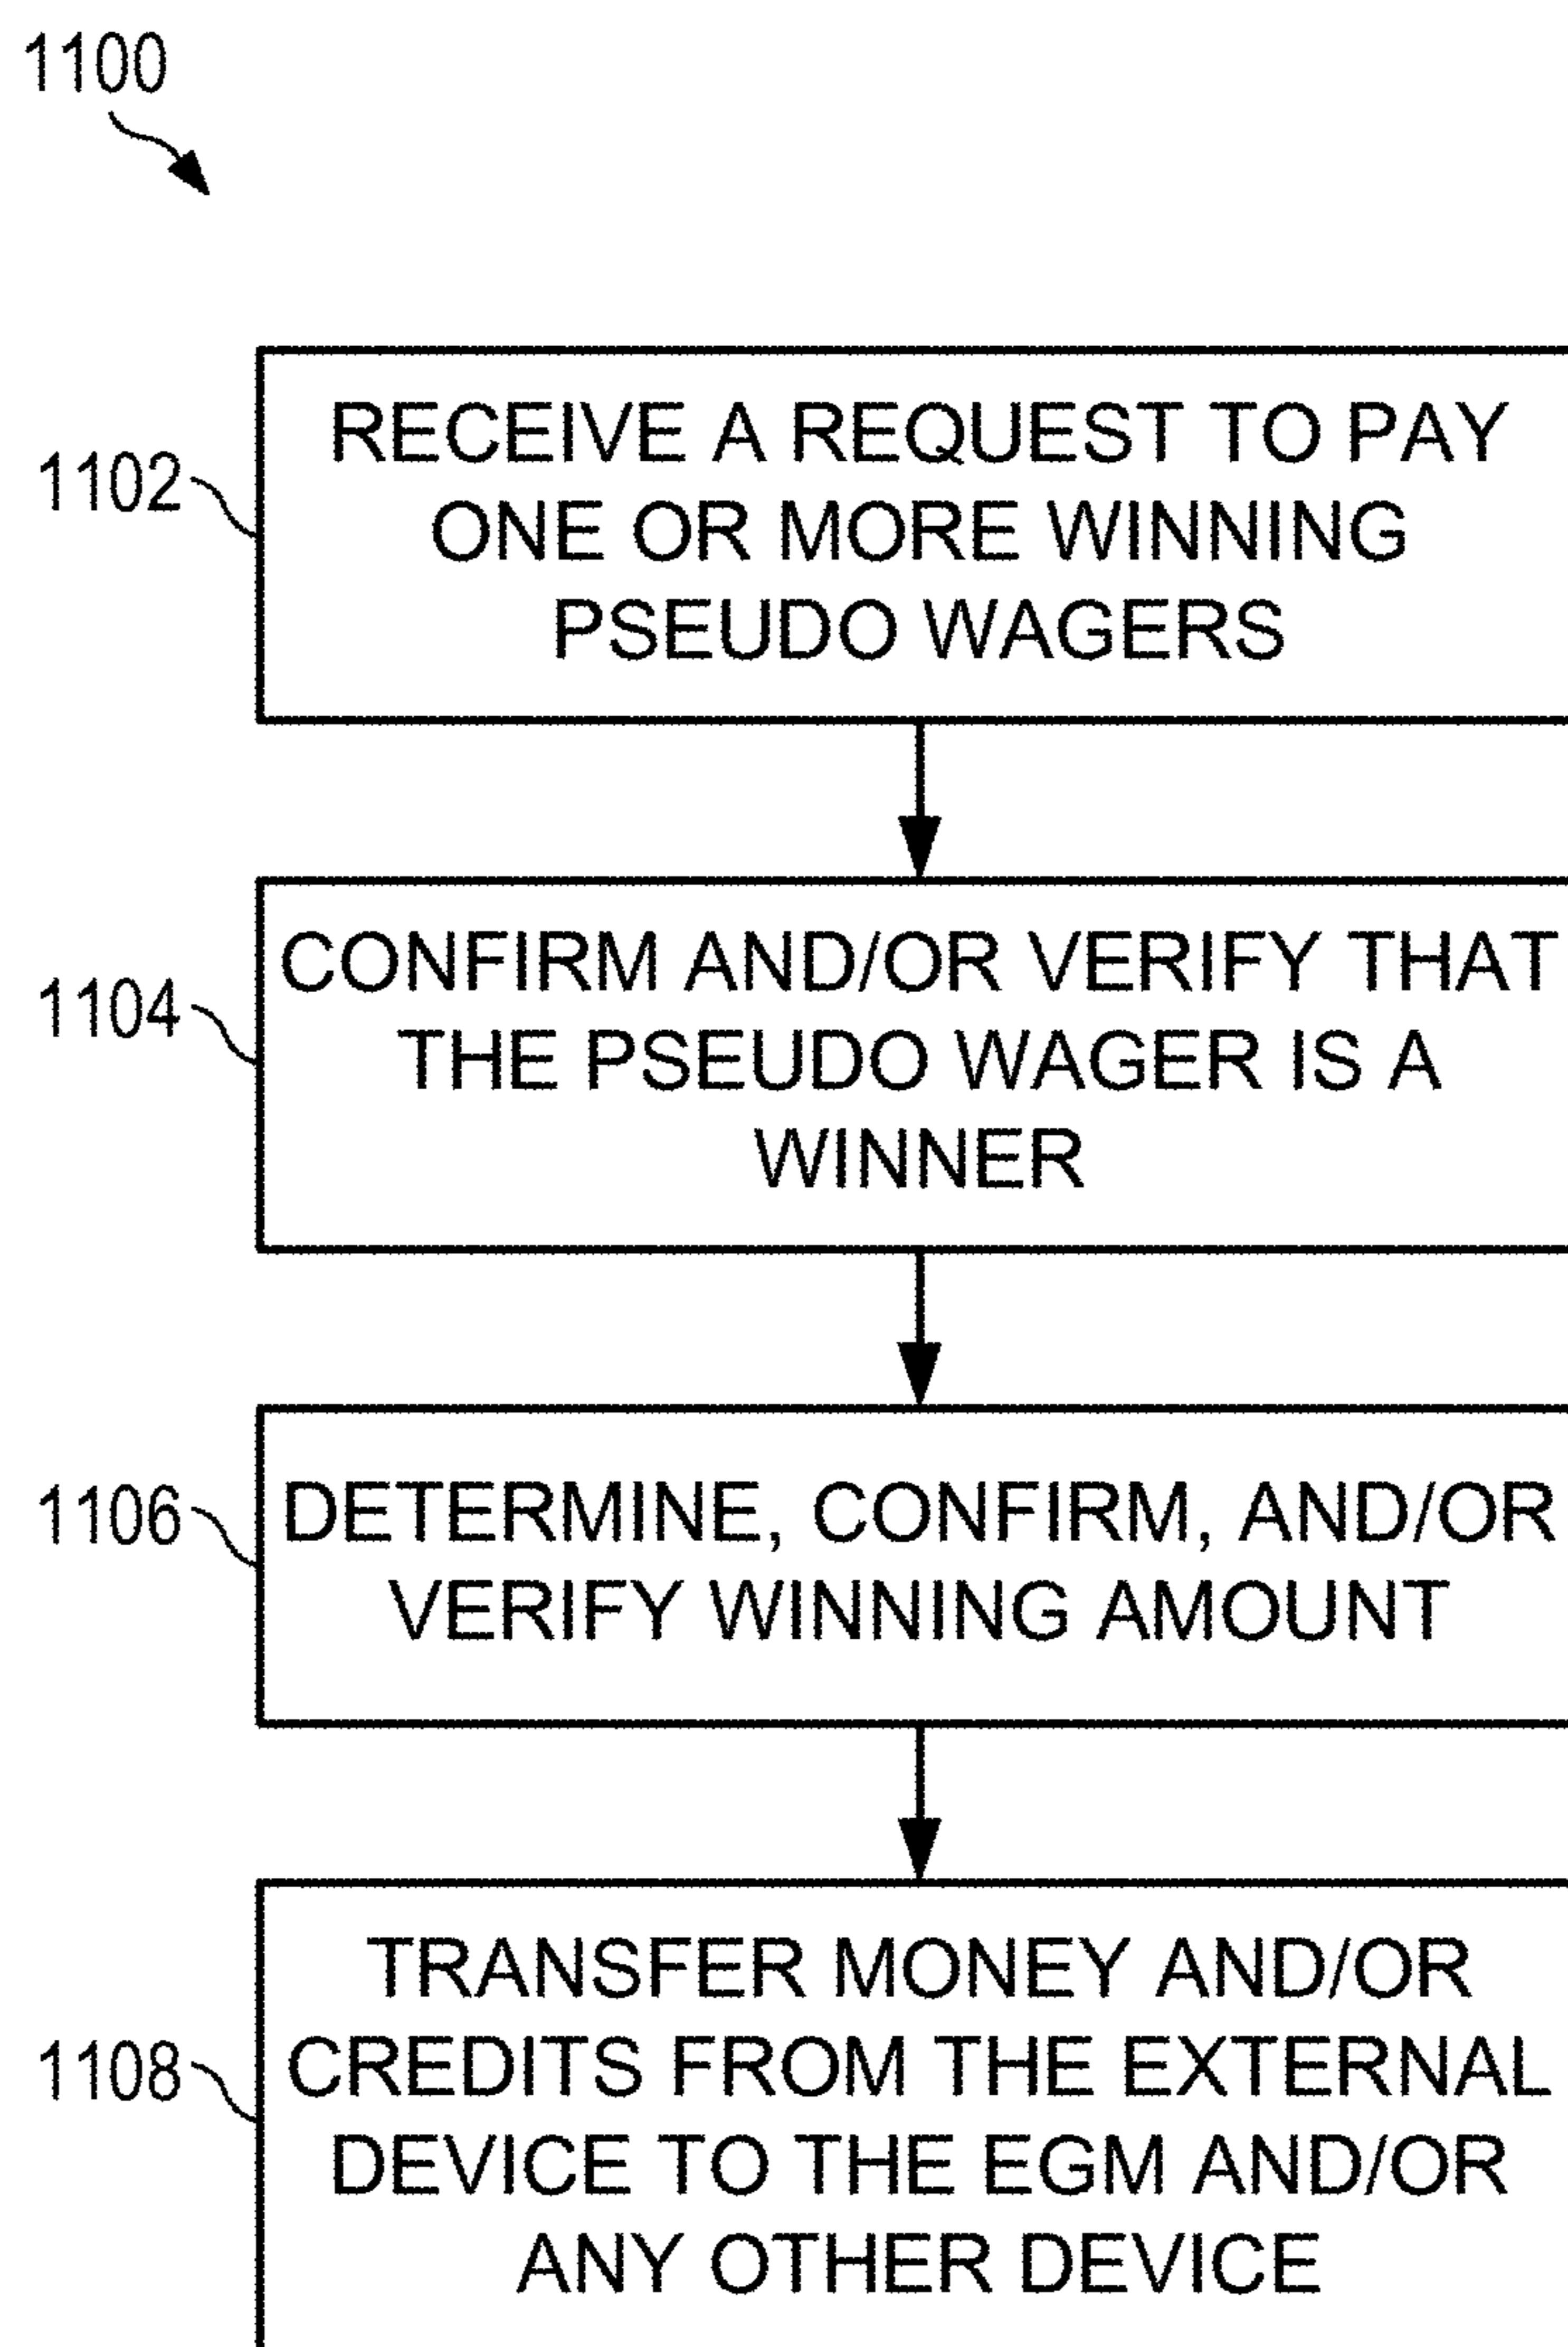 1100
1102
RECEIVE A REQUEST TO PAY
ONE OR MORE WINNING
PSEUDO WAGERS
1104
CONFIRM AND/OR VERIFY THAT
THE PSEUDO WAGER IS A
WINNER
1106
DETERMINE, CONFIRM, AND/OR
VERIFY WINNING AMOUNT
1108
TRANSFER MONEY AND/OR
CREDITS FROM THE EXTERNAL
DEVICE TO THE EGM AND/OR
ANY OTHER DEVICE